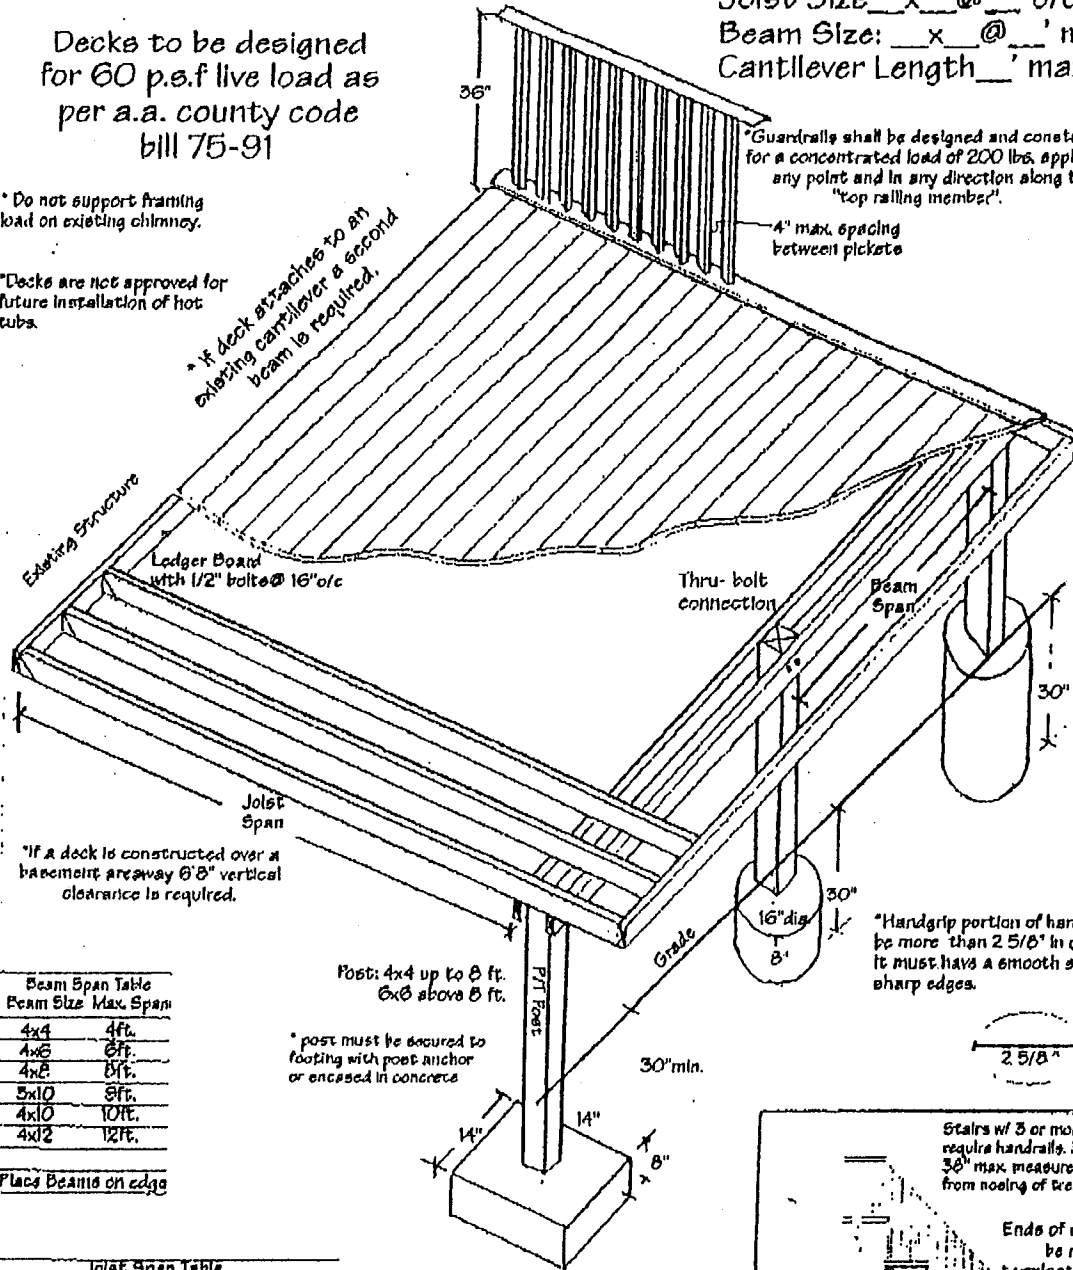 Decks to be designed
for 60 p.s.f live load as
per a.a. county code
bill 75-91
Joist Size__x__@__ o/c
Beam Size: __x__@__'
Cantilever Length__'
36"
*Guardrails shall be designed and
for a concentrated load of 200 lbs.
any point and in any direction along
"top railing member".
4" max. spacing
between pickets
* Do not support framing
load on existing chimney.
*Decks are not approved for
future installation of hot
tubs.
* If deck attaches to an
existing cantilever a second
beam is required.
Existing Structure
Ledger Board
with 1/2" bolts@ 16"o/c
Thru- bolt
connection
Beam
Span
30"
Joist
Span
*If a deck is constructed over a
basement areaway 6'8" vertical
clearance is required.
30"
16"dia
8"
Grade
*Handgrip portion of
be more than 2 5/8" in
it must have a smooth
sharp edges.
2 5/8"
Post: 4x4 up to 8 ft.
6x6 above 8 ft.
P/T Post
* post must be secured to
footing with post anchor
or encased in concrete
30"min.
14"
14"
8"
Beam Span Table
Beam Size Max. Span
4x4 4ft.
4x6 6ft.
4x8 8ft.
3x10 9ft.
4x10 10ft.
4x12 12ft.
Place Beams on edge
Joist Span Table
Stairs w/ 3 or
require handrails.
38" max. measure
from nosing of
Ends of
be